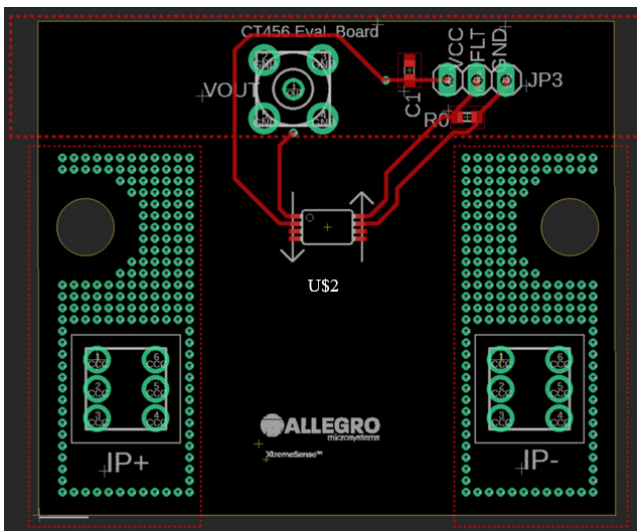 CT456 Eval. Board
VOUT
C1
VCC
FLT
GND
JP3
R0
U$2
1
6
2
5
3
4
IP+
1
6
2
5
3
4
IP-
ALLEGRO
microsystems
XtremeSense™